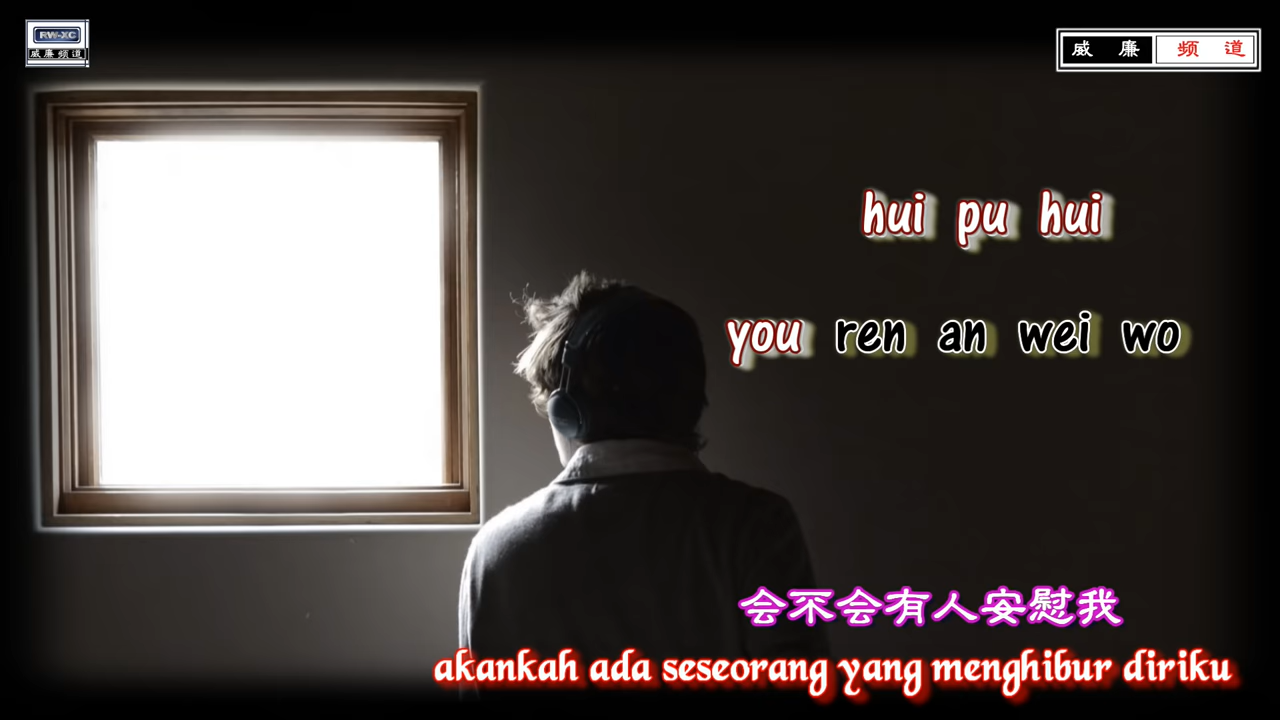 RW-XC
威廉频道
威廉频道
hui pu hui
you ren an wei wo
会不会有人安慰我
akankah ada seseorang yang menghibur diriku